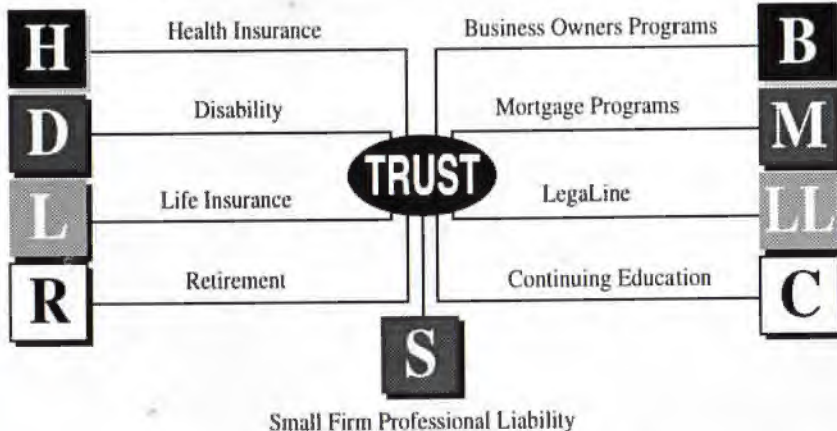 H Health Insurance Business Owners Programs B
D Disability Mortgage Programs M
TRUST
L Life Insurance LegaLine LL
R Retirement Continuing Education C
S
Small Firm Professional Liability